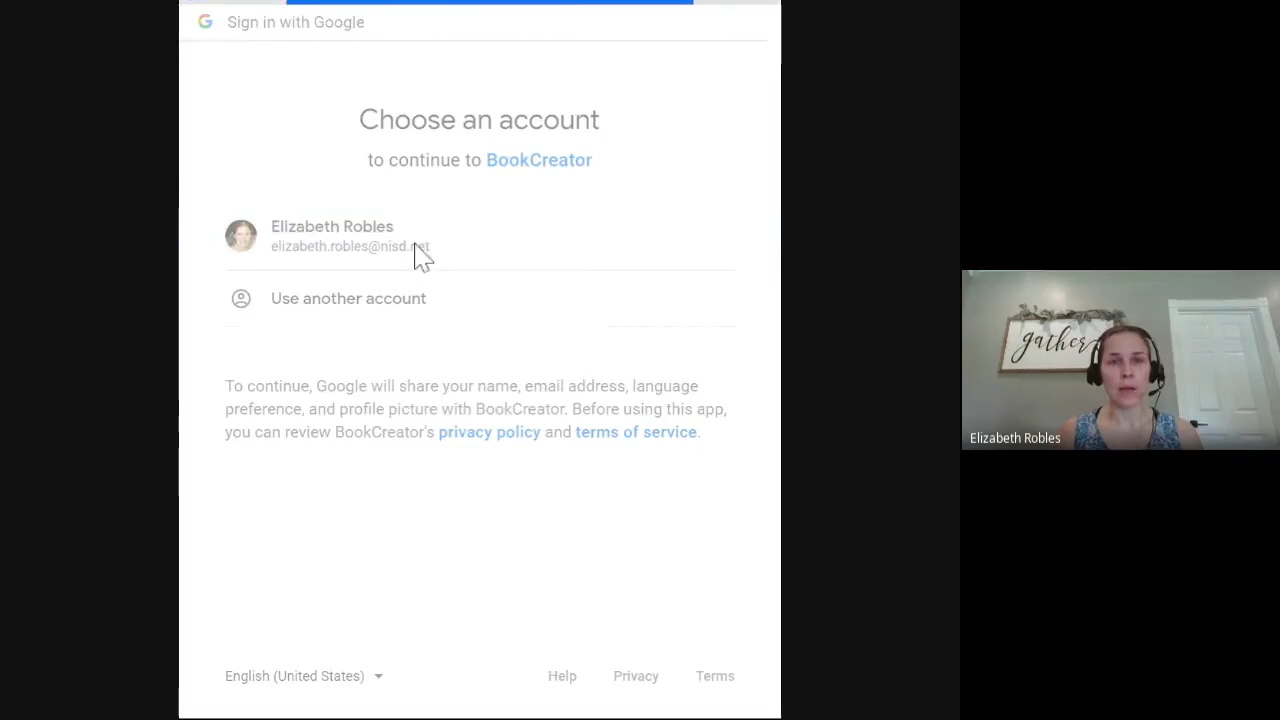 Sign in with Google
Choose an account
to continue to BookCreator
Elizabeth Robles
elizabeth.robles@nisd.net
Use another account
To continue, Google will share your name, email address, language
preference, and profile picture with BookCreator. Before using this app,
you can review BookCreator's privacy policy and terms of service.
English (United States)
Help Privacy Terms
gather
Elizabeth Robles